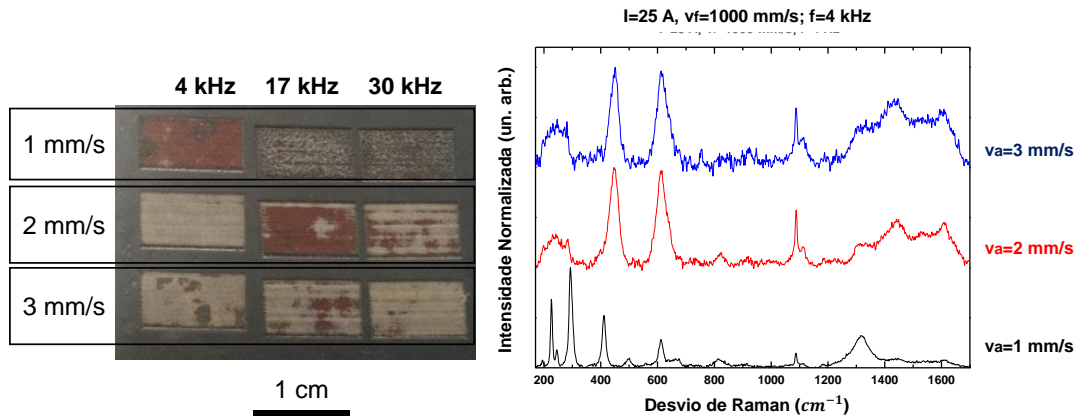 I=25 A, vf=1000 mm/s; f=4 kHz
4 kHz 17 kHz 30 kHz
1 mm/s
2 mm/s
3 mm/s
1 cm
Intensidade Normalizada (un. arb.)
va=3 mm/s
va=2 mm/s
va=1 mm/s
200 400 600 800 1000 1200 1400 1600
Desvio de Raman (cm⁻¹)